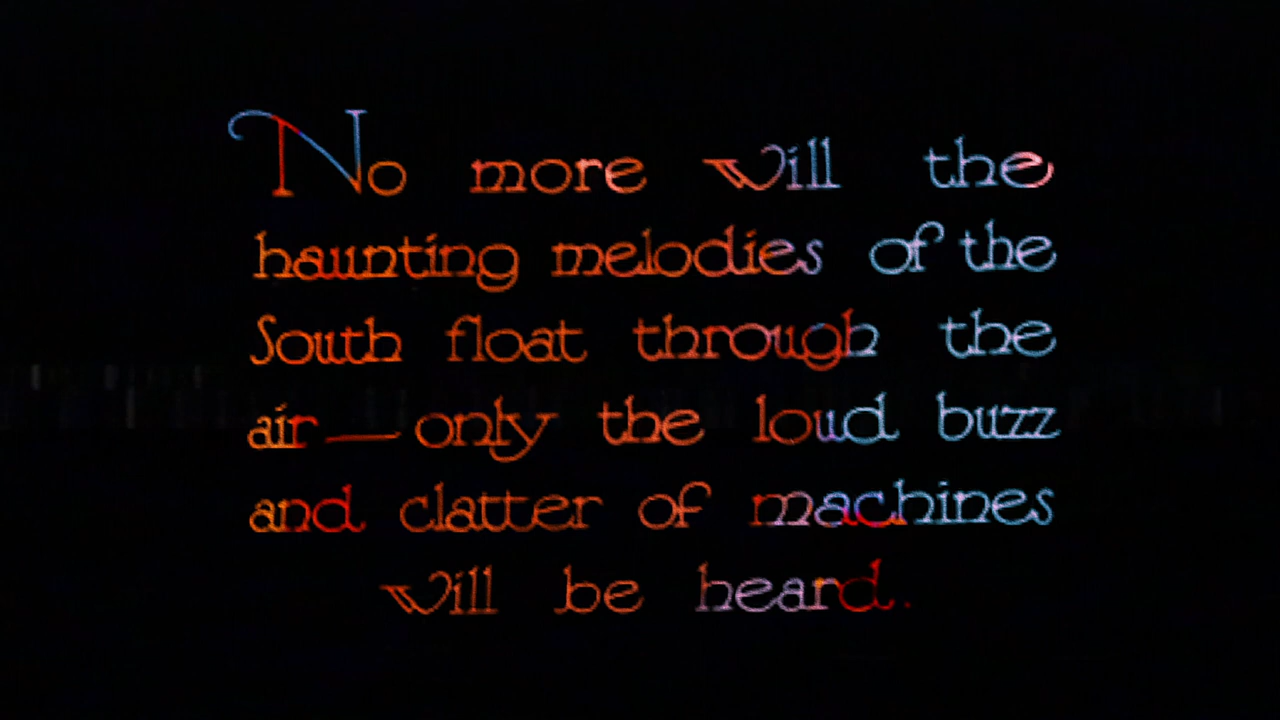 No more will the
haunting melodies of the
South float through the
air—only the loud buzz
and clatter of machines
will be heard.